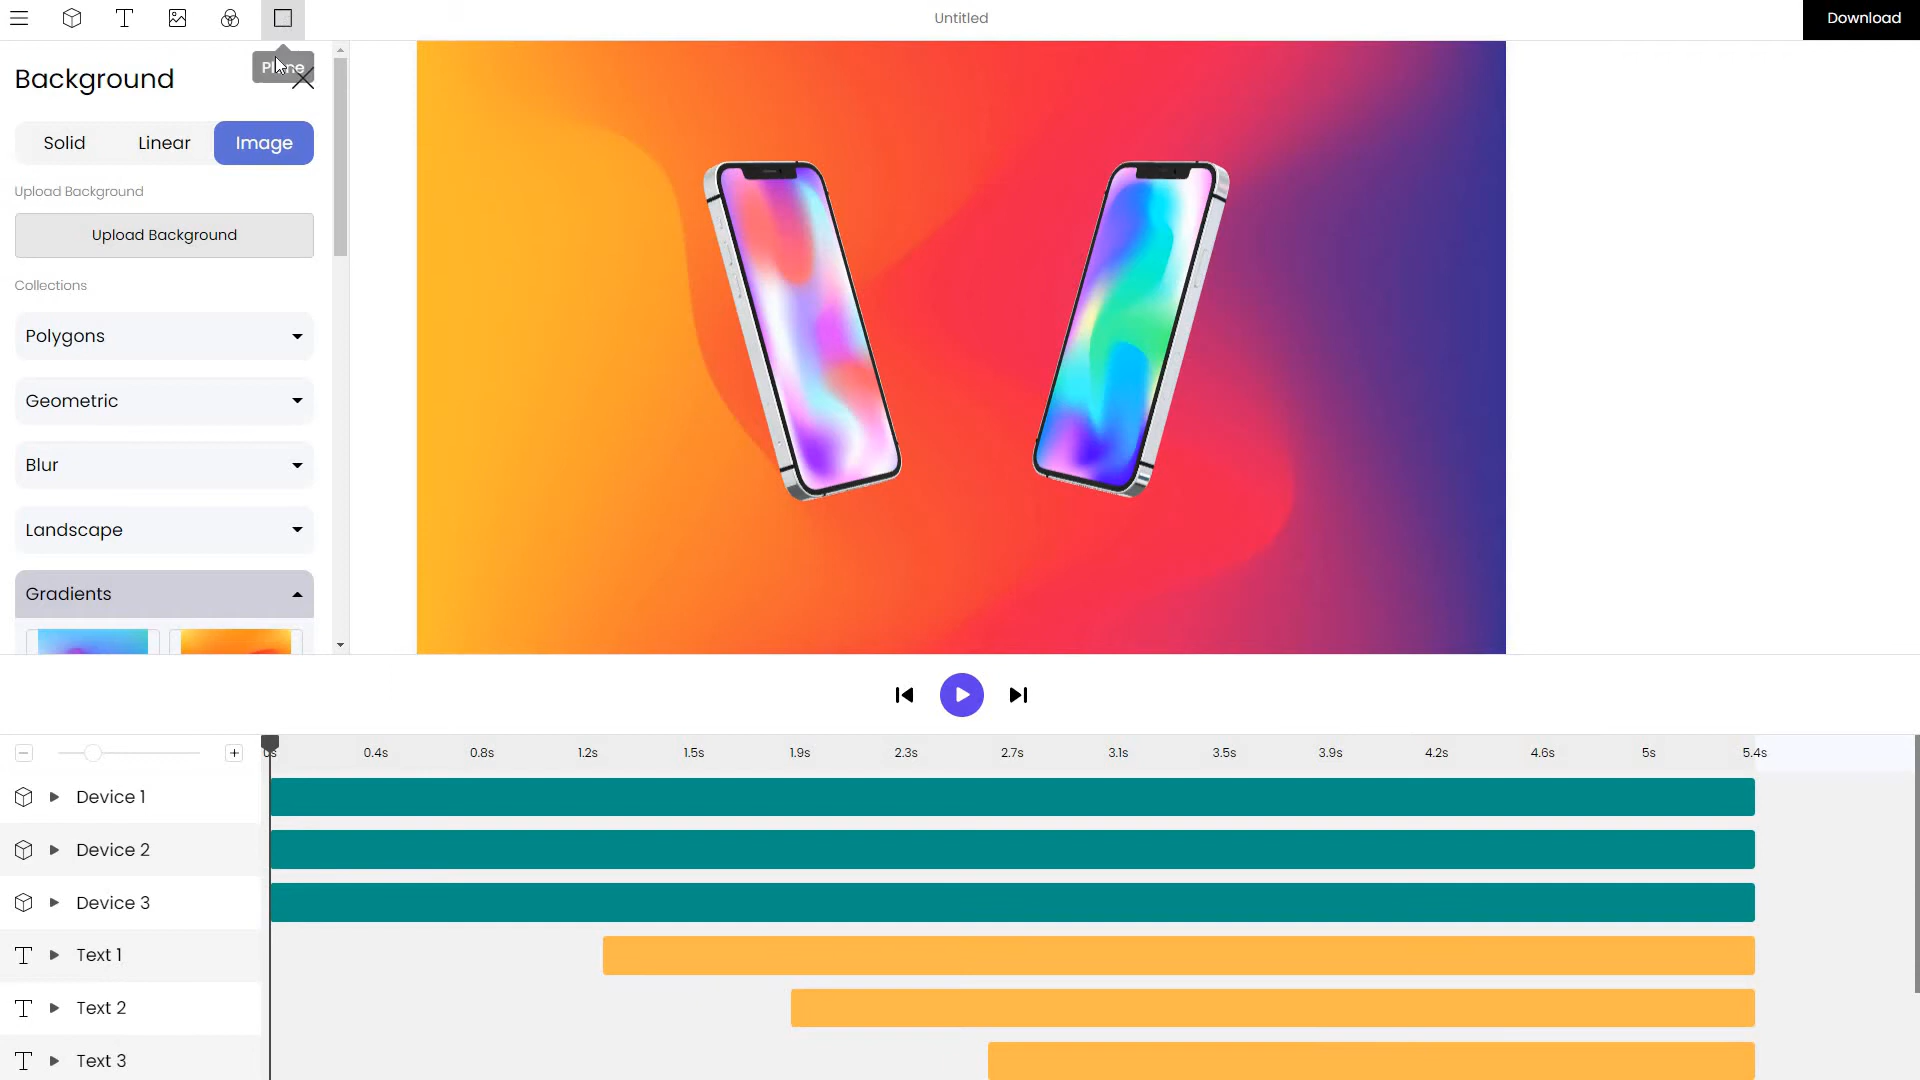 Untitled
Download
Plane
Background
Solid
Linear
Image
Upload Background
Upload Background
Collections
Polygons
Geometric
Blur
Landscape
Gradients
0s 0.4s 0.8s 1.2s 1.5s 1.9s 2.3s 2.7s 3.1s 3.5s 3.9s 4.2s 4.6s 5s 5.4s
Device 1
Device 2
Device 3
Text 1
Text 2
Text 3